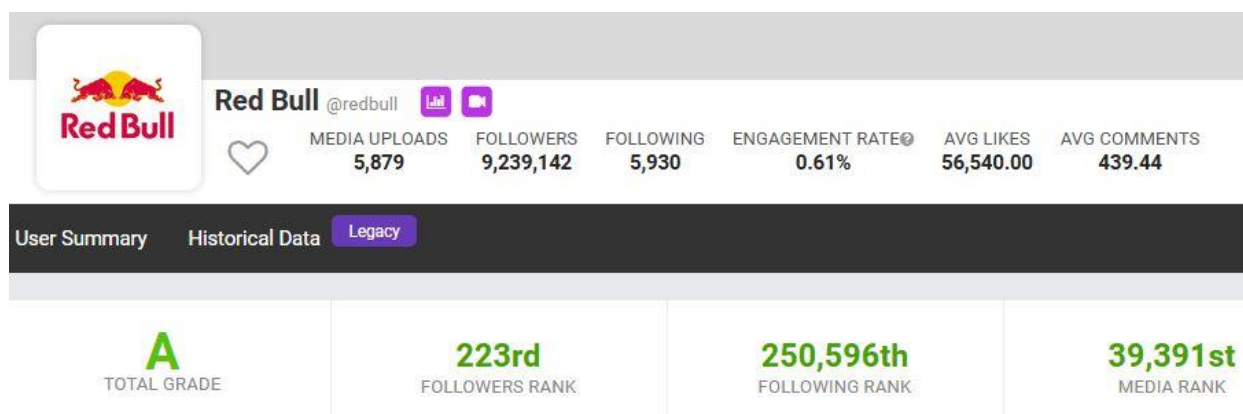 Red Bull
Red Bull @redbull
MEDIA UPLOADS FOLLOWERS FOLLOWING ENGAGEMENT RATE AVG LIKES AVG COMMENTS
5,879 9,239,142 5,930 0.61% 56,540.00 439.44
User Summary Historical Data Legacy
A 223rd 250,596th 39,391st
TOTAL GRADE FOLLOWERS RANK FOLLOWING RANK MEDIA RANK